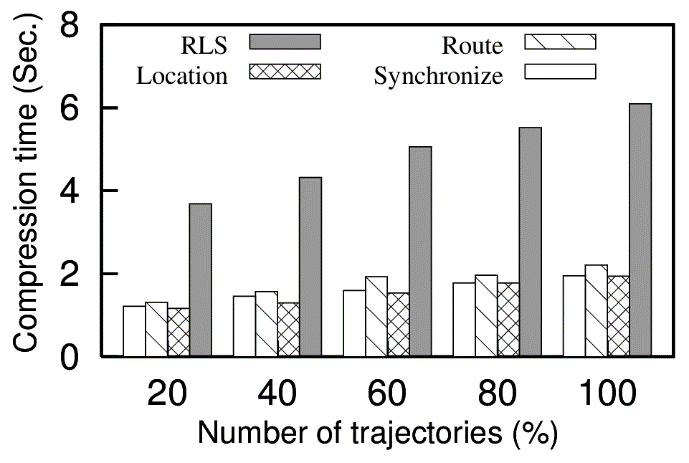 Compression time (Sec.)
8
6
4
2
0
RLS
Route
Location
Synchronize
20 40 60 80 100
Number of trajectories (%)